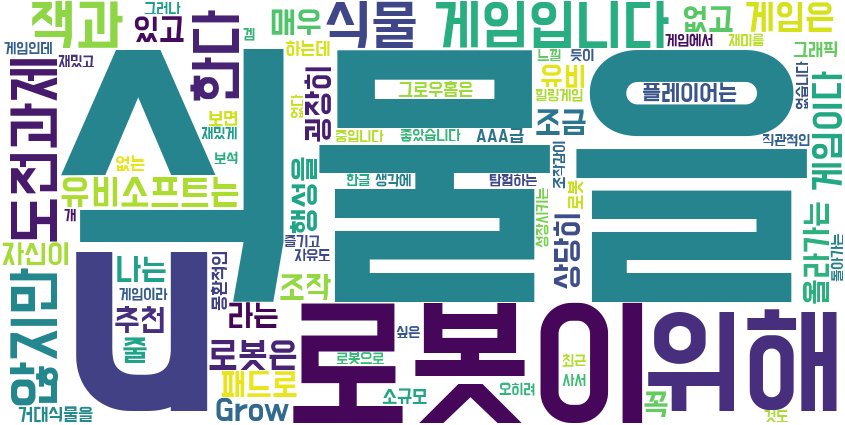 그러나
잭과
있고
한다
매우
식물
게임입니다
없고
게임은
게임인데
재밌고
겜
하는데
느낄
듯이
게임에서
재미를
그래픽
도전과제
식물을
굉장히
그로우홈은
유비
힐링게임
플레이어는
없습니다
보면
재밌게
없다
중입니다
좋았습니다
AAA급
조금
직관적인
게임이다
없는
보석
유비소프트는
행성을
한글
생각에
탐험하는
조작감이
로봇
개
자신이
않지만
즐기고
자유도
성장시키는
상당히
올라가는
돌아가는
나는
몽환적인
조작
게임이라
u
추천
라는
로봇이
위해
줄
로봇은
싶은
로봇으로
최근
패드로
소규모
오히려
사서
꼭
거대식물을
Grow
것도